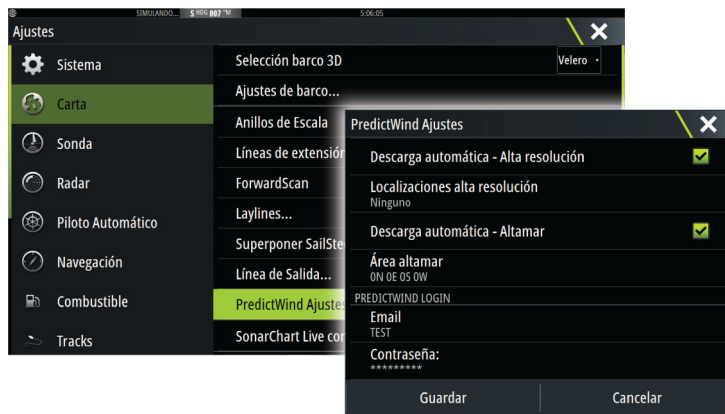 SIMULANDO... S HDG 007 °M 5:06:05
Ajustes
Sistema
Carta
Sonda
Radar
Piloto Automático
Navegación
Combustible
Tracks
Selección barco 3D Velero
Ajustes de barco...
Anillos de Escala
Líneas de extensión
ForwardScan
Laylines...
Superponer SailSte
Línea de Salida...
PredictWind Ajustes
SonarChart Live con
PredictWind Ajustes
Descarga automática - Alta resolución
Localizaciones alta resolución
Ninguno
Descarga automática - Altamar
Área altamar
0N 0E 0S 0W
PREDICTWIND LOGIN
Email
TEST
Contraseña:
*********
Guardar Cancelar